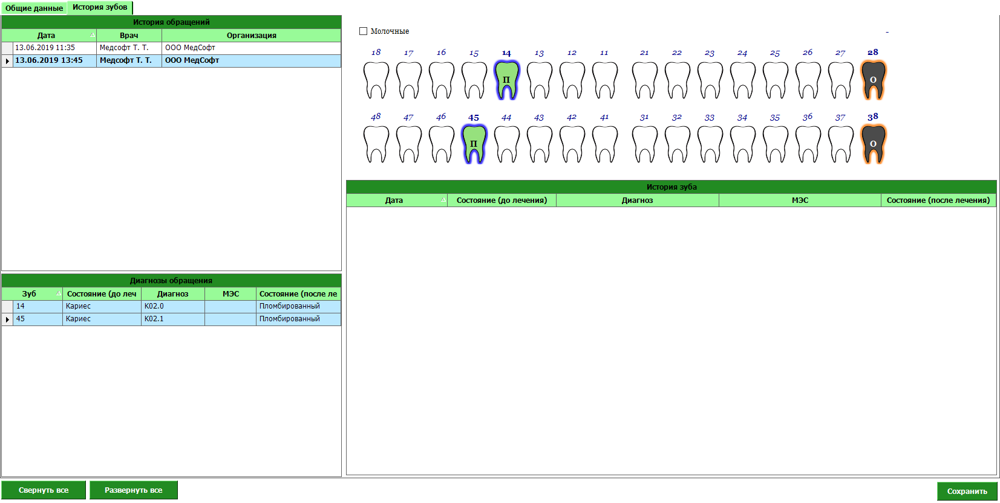 Общие данные История зубов
История обращений
Дата Врач Организация
13.06.2019 11:35 Медсофт Т. Т. ООО МедСофт
13.06.2019 13:45 Медсофт Т. Т. ООО МедСофт
Диагнозы обращения
Зуб Состояние (до леч Диагноз МЭС Состояние (после ле
14 Кариес K02.0 Пломбированный
45 Кариес K02.1 Пломбированный
Молочные -
18 17 16 15 14 13 12 11 21 22 23 24 25 26 27 28
П О
48 47 46 45 44 43 42 41 31 32 33 34 35 36 37 38
П О
История зуба
Дата Состояние (до лечения) Диагноз МЭС Состояние (после лечения)
Свернуть все Развернуть все Сохранить